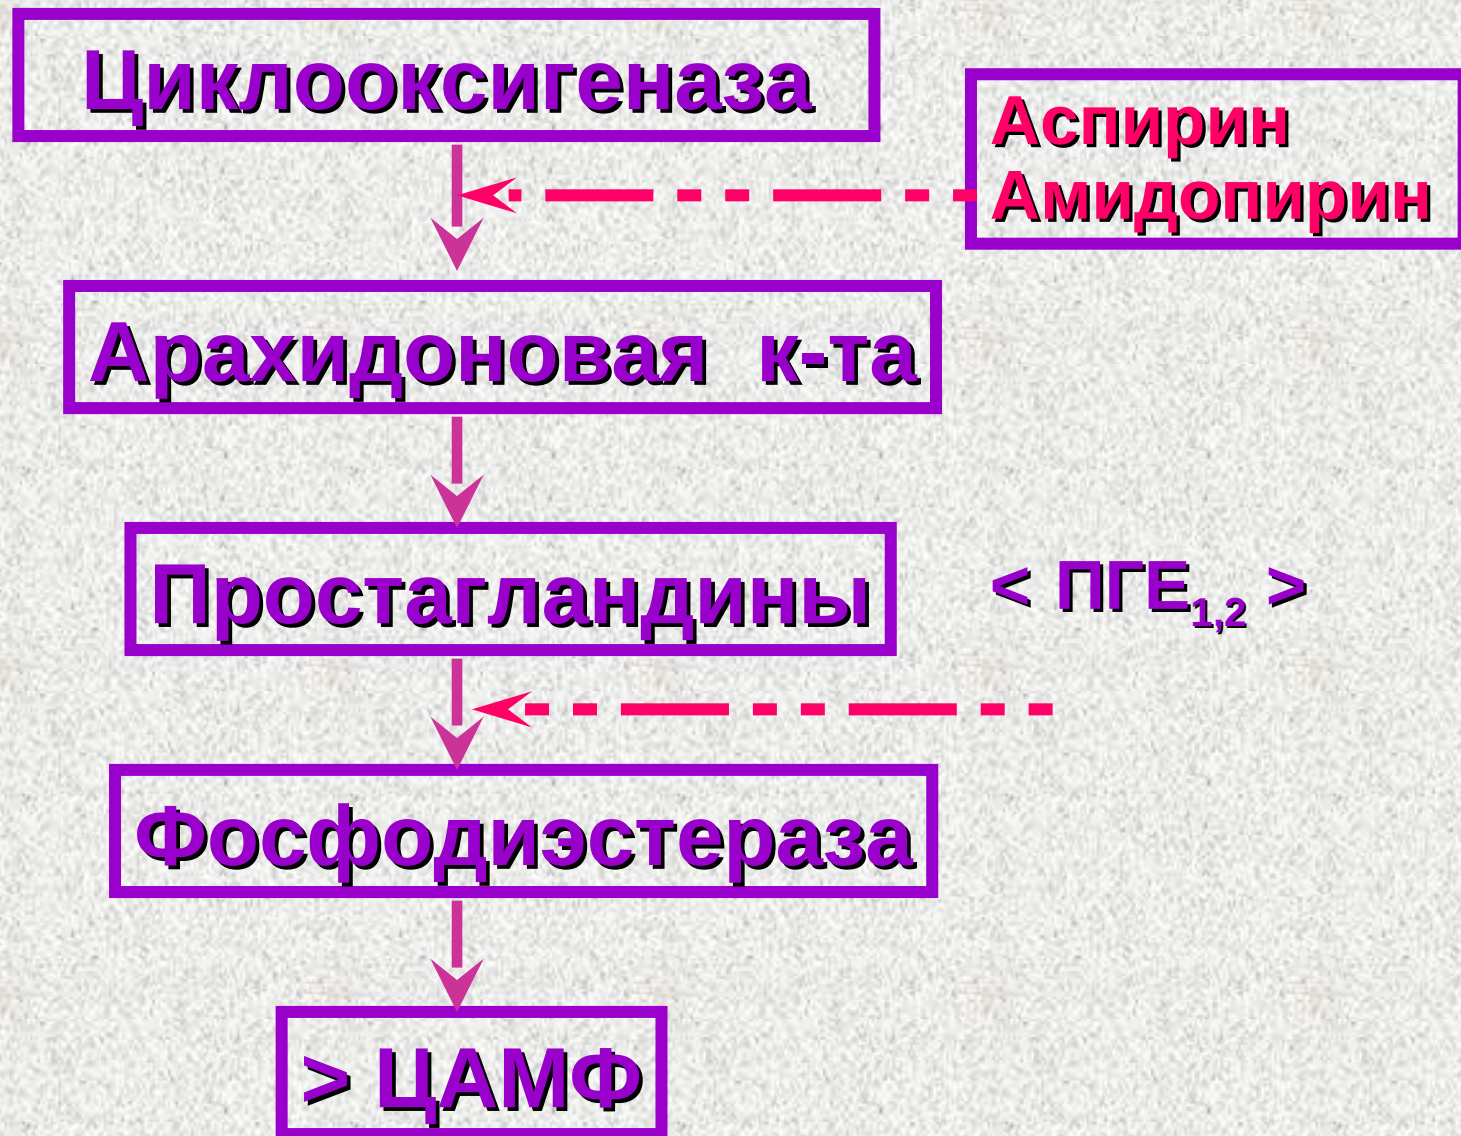 Циклооксигеназа
Аспирин
Амидопирин
Арахидоновая к-та
Простагландины
< ПГЕ1,2 >
Фосфодиэстераза
> ЦАМФ